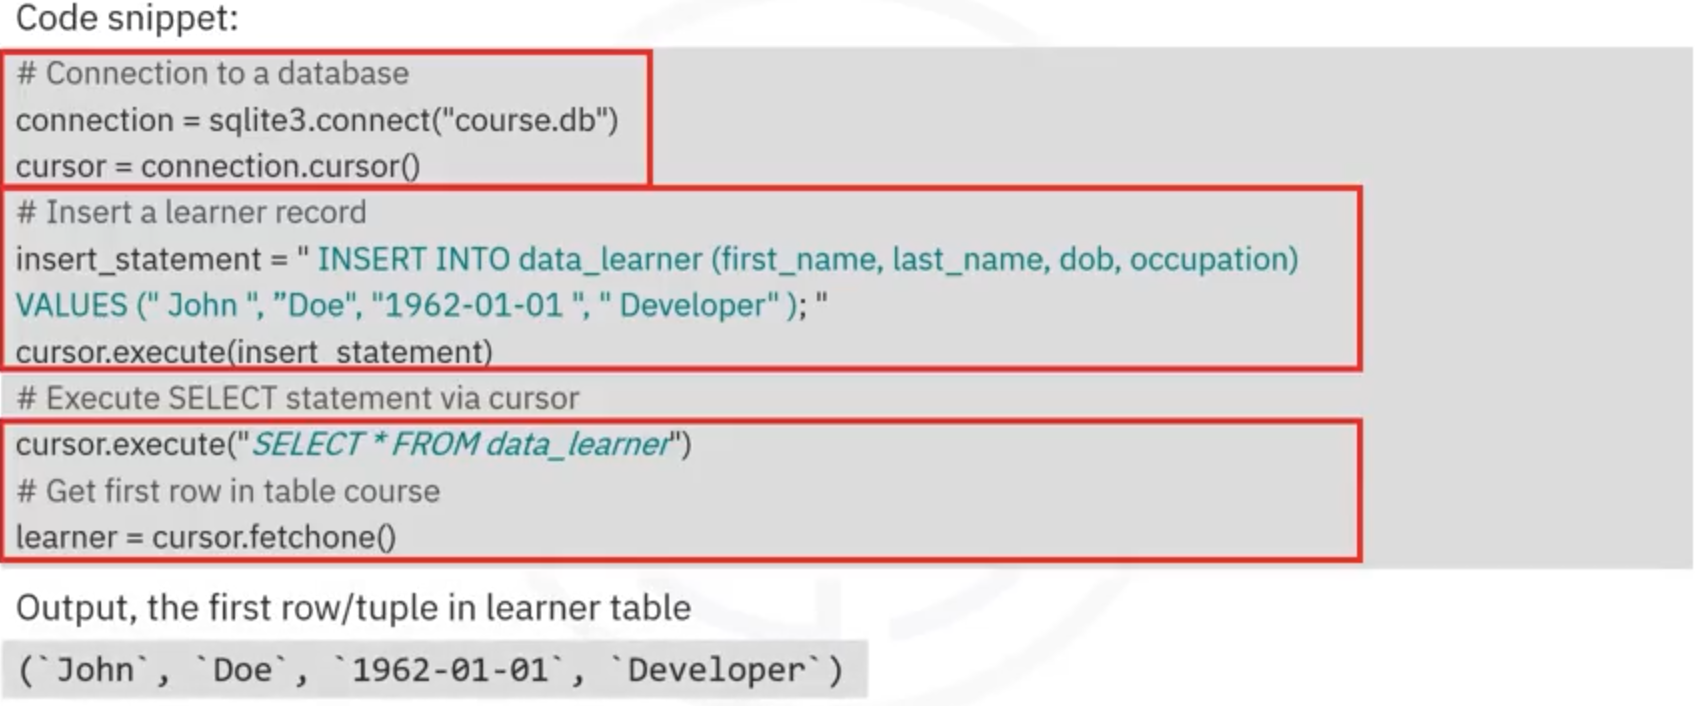 Code snippet:
# Connection to a database
connection = sqlite3.connect("course.db")
cursor = connection.cursor()
# Insert a learner record
insert_statement = " INSERT INTO data_learner (first_name, last_name, dob, occupation)
VALUES (" John ", ”Doe", "1962-01-01 ", " Developer" ); "
cursor.execute(insert_statement)
# Execute SELECT statement via cursor
cursor.execute("SELECT * FROM data_learner")
# Get first row in table course
learner = cursor.fetchone()
Output, the first row/tuple in learner table
(`John`, `Doe`, `1962-01-01`, `Developer`)